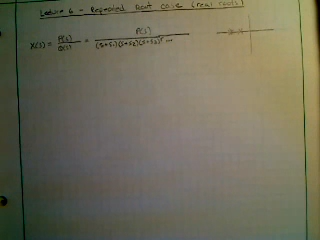 Lecture 6 - Repeated Root case (real roots)
X(s) = P(s)/Q(s) = P(s)/((s+s₁)(s+s₂)(s+s₃)ʳ...